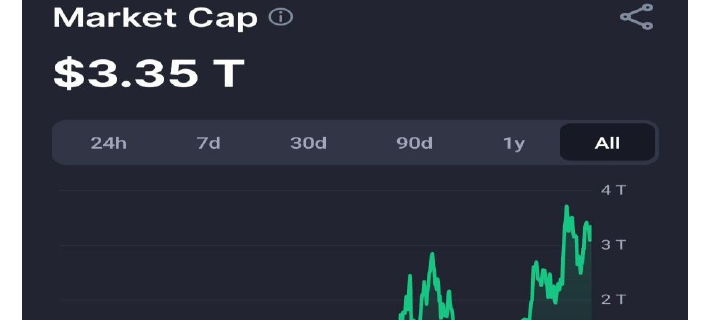 Market Cap
$3.35 T
24h 7d 30d 90d 1y All
4 T
3 T
2 T